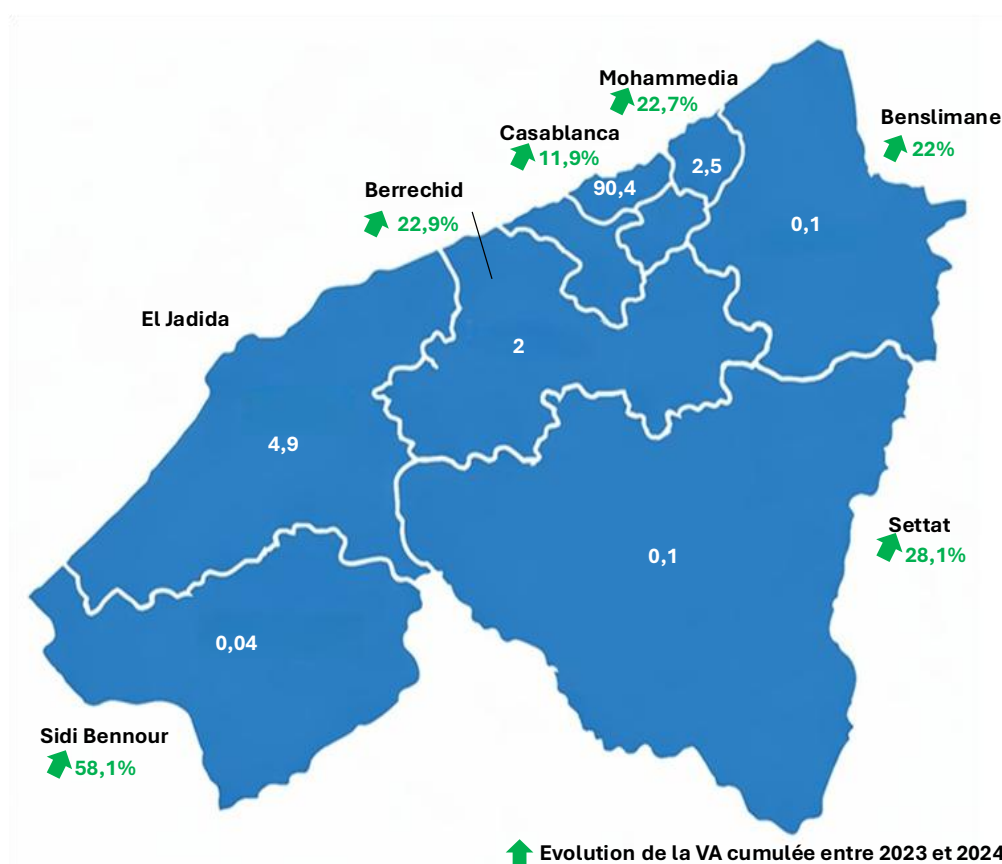 Mohammedia
22,7%
Benslimane
22%
Casablanca
11,9%
2,5
90,4
Berrechid
22,9%
0,1
El Jadida
2
4,9
Settat
28,1%
0,1
0,04
Sidi Bennour
58,1%
Evolution de la VA cumulée entre 2023 et 2024